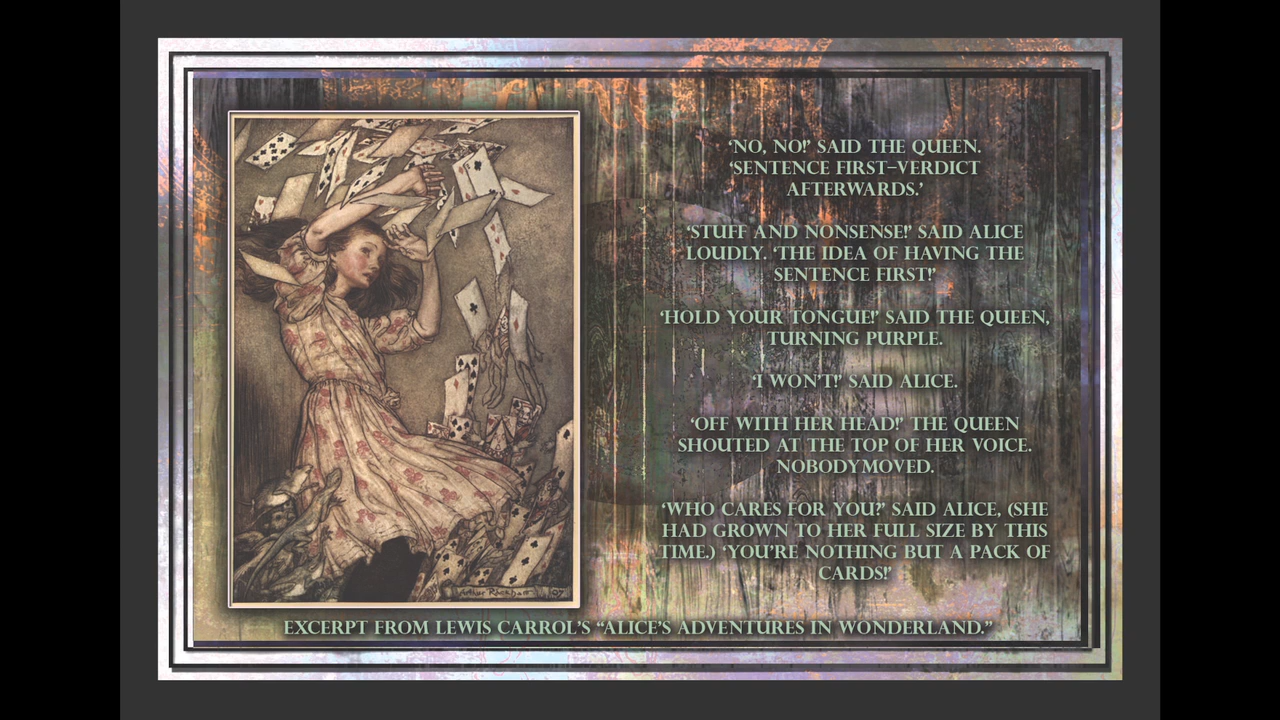 ‘NO, NO!’ SAID THE QUEEN.
‘SENTENCE FIRST–VERDICT
AFTERWARDS.’
‘STUFF AND NONSENSE!’ SAID ALICE
LOUDLY. ‘THE IDEA OF HAVING THE
SENTENCE FIRST!’
‘HOLD YOUR TONGUE!’ SAID THE QUEEN,
TURNING PURPLE.
‘I WON’T!’ SAID ALICE.
‘OFF WITH HER HEAD!’ THE QUEEN
SHOUTED AT THE TOP OF HER VOICE.
NOBODYMOVED.
‘WHO CARES FOR YOU?’ SAID ALICE, (SHE
HAD GROWN TO HER FULL SIZE BY THIS
TIME.) ‘YOU’RE NOTHING BUT A PACK OF
CARDS!’
Arthur Rackham 07
EXCERPT FROM LEWIS CARROL’S “ALICE’S ADVENTURES IN WONDERLAND.”